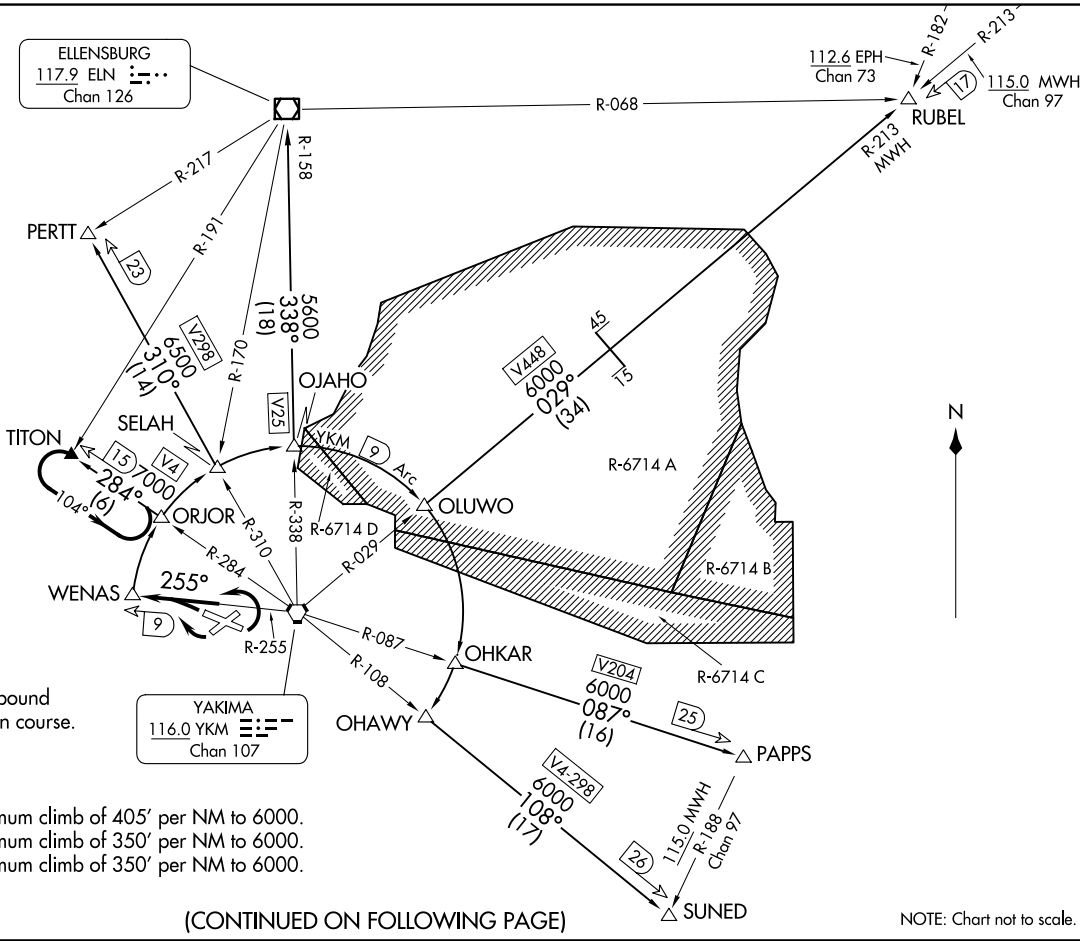 ELLENSBURG
117.9 ELN
Chan 126
112.6 EPH
Chan 73
R-182
R-213
17
115.0 MWH
Chan 97
RUBEL
R-068
R-213
MWH
R-217
R-158
R-191
PERTT
23
R-170
V298
6500
310°
(14)
5600
338°
(18)
V25
OJAHO
V448
6000
029°
(34)
45
15
N
SELAH
TITON
15
7000
V4
284°
(6)
104°
ORJOR
YKM
9
Arc
R-6714 A
OLUWO
R-6714 D
R-338
R-310
R-284
R-029
R-6714 B
WENAS
255°
9
R-255
R-087
R-108
OHKAR
R-6714 C
YAKIMA
116.0 YKM
Chan 107
OHAWY
V204
6000
087°
(16)
25
PAPPS
ound
n course.
V4-298
6000
108°
(17)
26
115.0 MWH
R-188
Chan 97
SUNED
mum climb of 405' per NM to 6000.
mum climb of 350' per NM to 6000.
mum climb of 350' per NM to 6000.
(CONTINUED ON FOLLOWING PAGE)
NOTE: Chart not to scale.